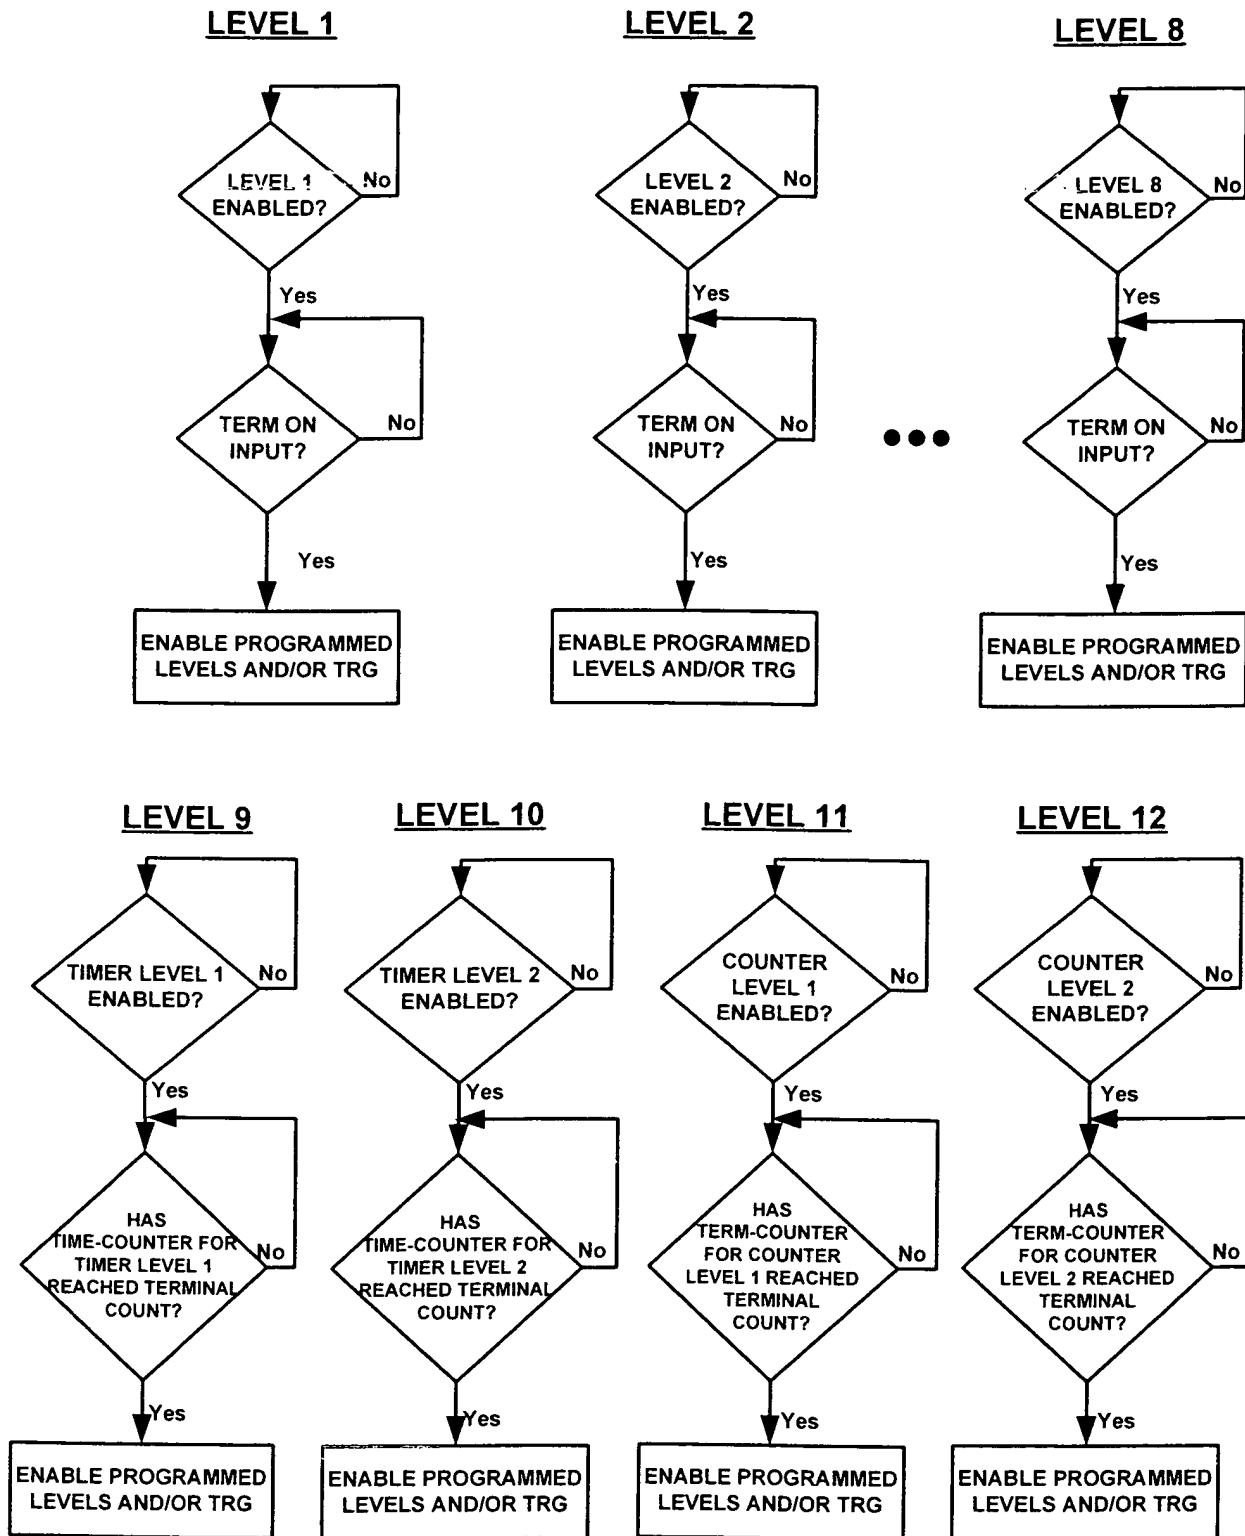 LEVEL 1
LEVEL 1
ENABLED?
No
Yes
TERM ON
INPUT?
No
Yes
ENABLE PROGRAMMED
LEVELS AND/OR TRG
LEVEL 2
LEVEL 2
ENABLED?
No
Yes
TERM ON
INPUT?
No
Yes
ENABLE PROGRAMMED
LEVELS AND/OR TRG
LEVEL 8
LEVEL 8
ENABLED?
No
Yes
TERM ON
INPUT?
No
Yes
ENABLE PROGRAMMED
LEVELS AND/OR TRG
LEVEL 9
TIMER LEVEL 1
ENABLED?
No
Yes
HAS
TIME-COUNTER FOR
TIMER LEVEL 1
REACHED TERMINAL
COUNT?
No
Yes
ENABLE PROGRAMMED
LEVELS AND/OR TRG
LEVEL 10
TIMER LEVEL 2
ENABLED?
No
Yes
HAS
TIME-COUNTER FOR
TIMER LEVEL 2
REACHED TERMINAL
COUNT?
No
Yes
ENABLE PROGRAMMED
LEVELS AND/OR TRG
LEVEL 11
COUNTER
LEVEL 1
ENABLED?
No
Yes
HAS
TERM-COUNTER
FOR COUNTER
LEVEL 1 REACHED
TERMINAL
COUNT?
No
Yes
ENABLE PROGRAMMED
LEVELS AND/OR TRG
LEVEL 12
COUNTER
LEVEL 2
ENABLED?
No
Yes
HAS
TERM-COUNTER
FOR COUNTER
LEVEL 2 REACHED
TERMINAL
COUNT?
No
Yes
ENABLE PROGRAMMED
LEVELS AND/OR TRG